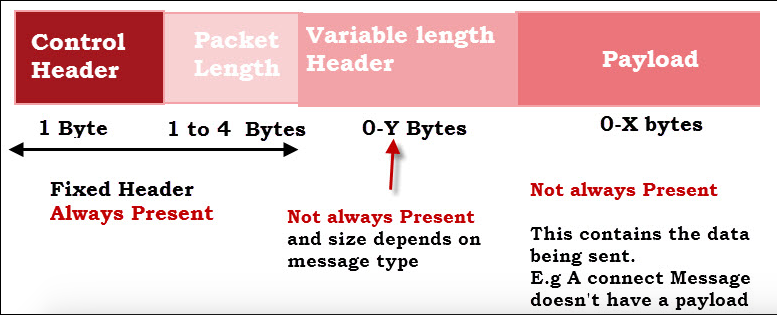 Control
Header
Packet
Length
Variable length
Header
Payload
1 Byte
1 to 4 Bytes
0-Y Bytes
0-X bytes
Fixed Header
Always Present
Not always Present
and size depends on
message type
Not always Present
This contains the data
being sent.
E.g A connect Message
doesn't have a payload